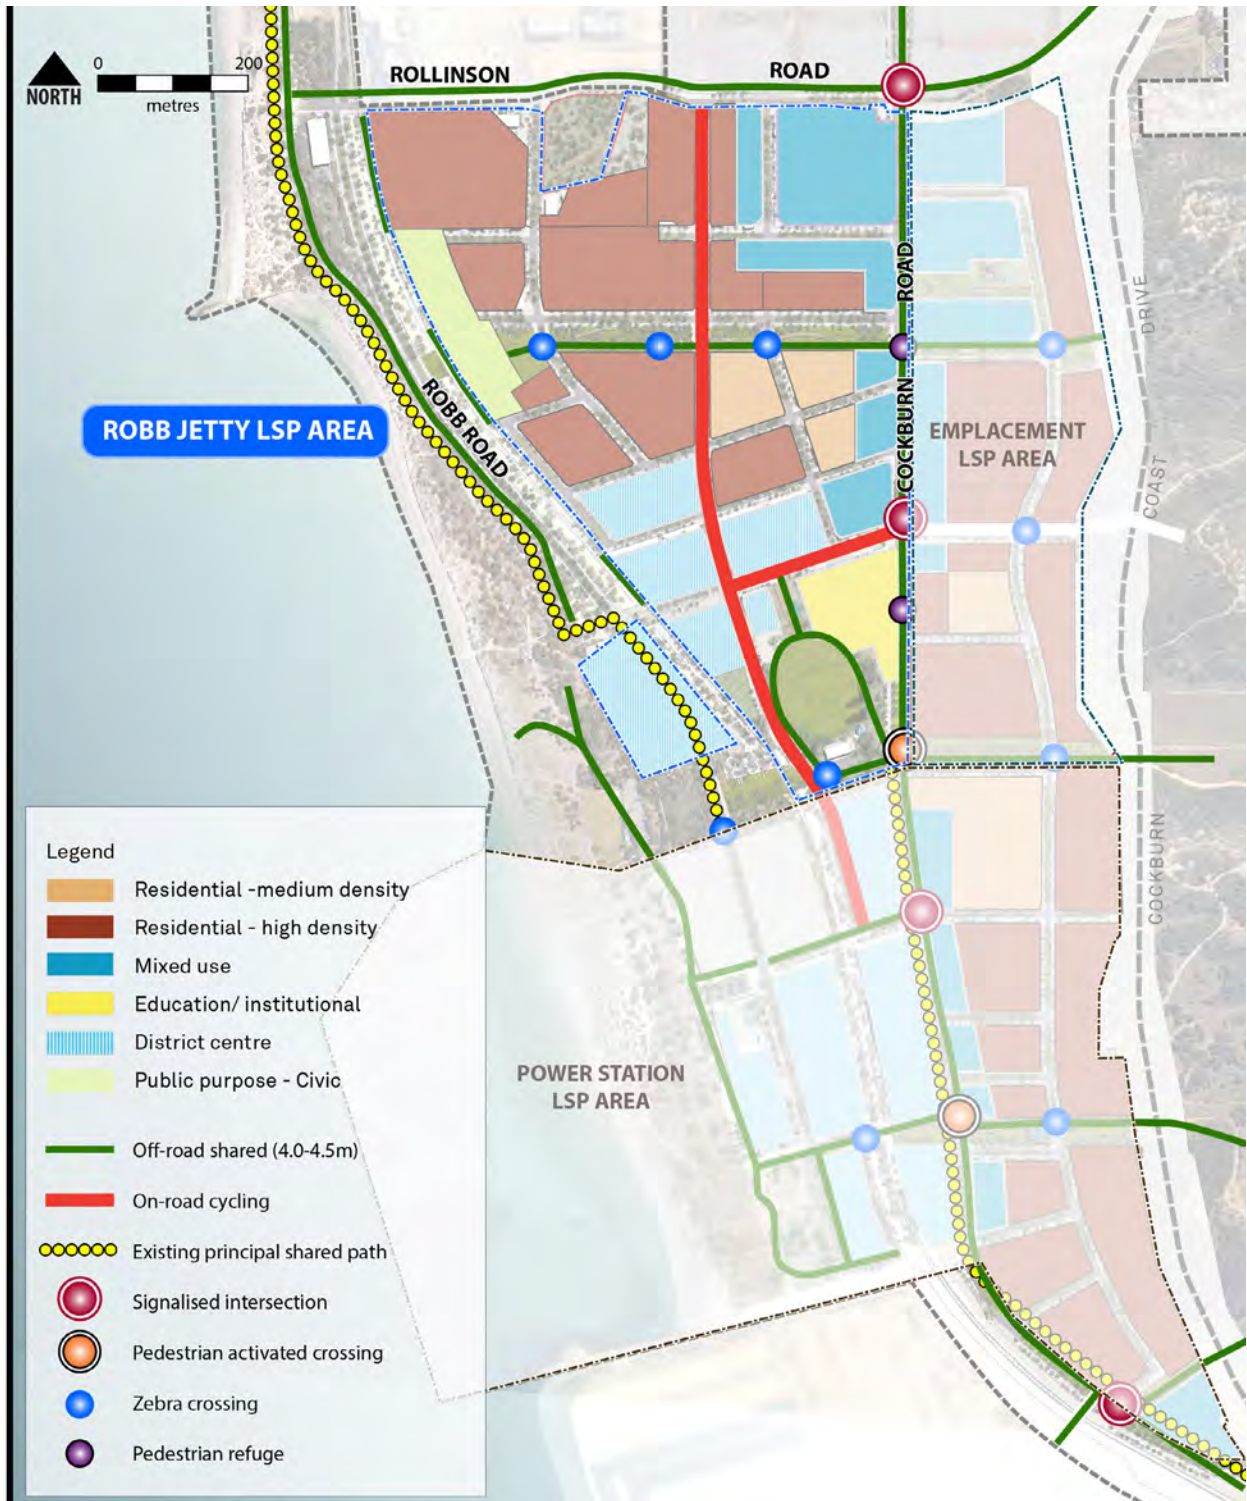 0 200
NORTH
metres
ROLLINSON ROAD
COCKBURN ROAD
ROBB ROAD
ROBB JETTY LSP AREA
EMPLACEMENT
LSP AREA
COCKBURN COAST DRIVE
POWER STATION
LSP AREA
Legend
Residential -medium density
Residential - high density
Mixed use
Education/ institutional
District centre
Public purpose - Civic
Off-road shared (4.0-4.5m)
On-road cycling
Existing principal shared path
Signalised intersection
Pedestrian activated crossing
Zebra crossing
Pedestrian refuge